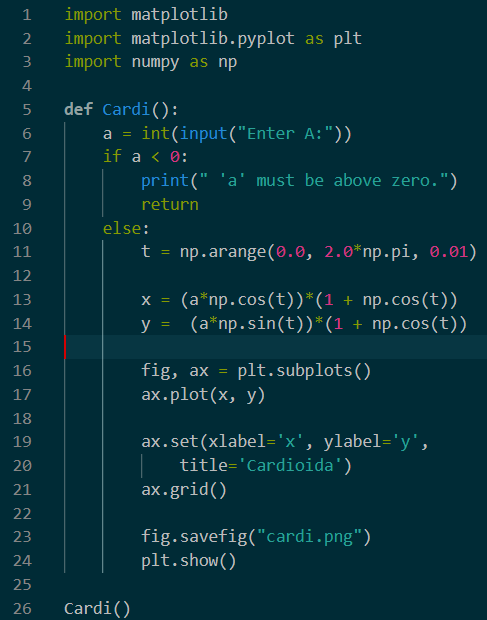 1 import matplotlib
2 import matplotlib.pyplot as plt
3 import numpy as np
4
5 def Cardi():
6     a = int(input("Enter A:"))
7     if a < 0:
8         print(" 'a' must be above zero.")
9         return
10     else:
11         t = np.arange(0.0, 2.0*np.pi, 0.01)
12
13         x = (a*np.cos(t))*(1 + np.cos(t))
14         y =  (a*np.sin(t))*(1 + np.cos(t))
15
16         fig, ax = plt.subplots()
17         ax.plot(x, y)
18
19         ax.set(xlabel='x', ylabel='y',
20             title='Cardioida')
21         ax.grid()
22
23         fig.savefig("cardi.png")
24         plt.show()
25
26 Cardi()